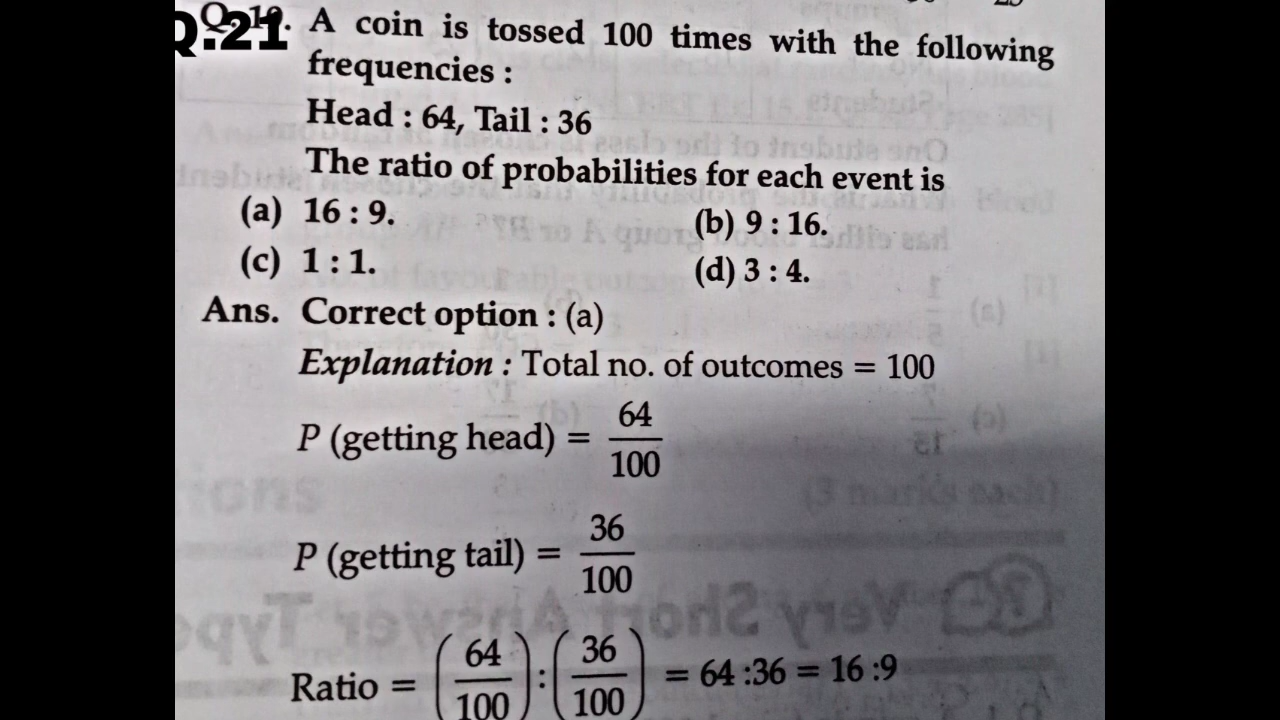 Q.21 A coin is tossed 100 times with the following
frequencies :
Head : 64, Tail : 36
The ratio of probabilities for each event is
(a) 16 : 9. (b) 9 : 16.
(c) 1 : 1. (d) 3 : 4.
Ans. Correct option : (a)
Explanation : Total no. of outcomes = 100
P (getting head) = 64/100
P (getting tail) = 36/100
Ratio = (64/100) : (36/100) = 64 :36 = 16 :9